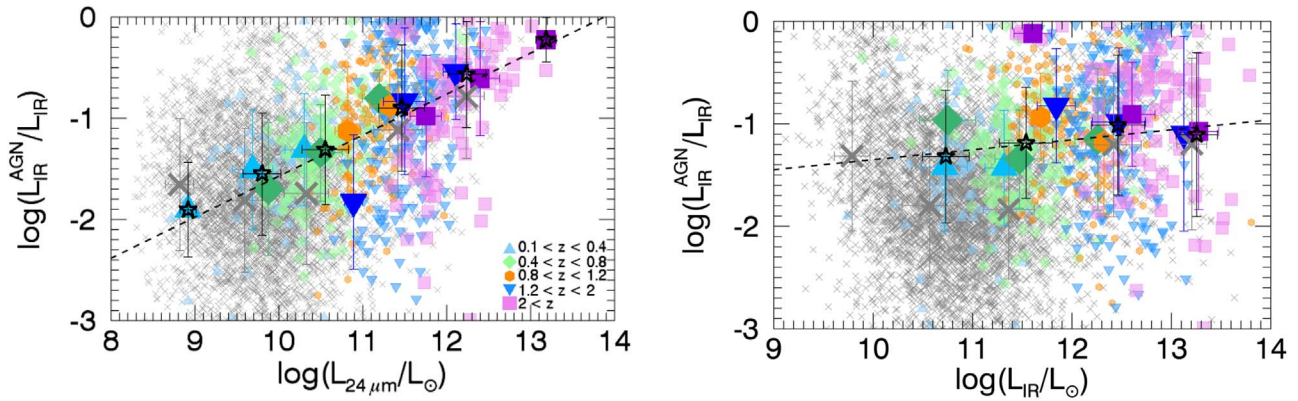 0
-1
-2
-3
log(L_IR^AGN/L_IR)
0.1 < z < 0.4
0.4 < z < 0.8
0.8 < z < 1.2
1.2 < z < 2
2 < z
8 9 10 11 12 13 14
log(L_24 μm/L_⊙)
0
-1
-2
-3
log(L_IR^AGN/L_IR)
9 10 11 12 13 14
log(L_IR/L_⊙)